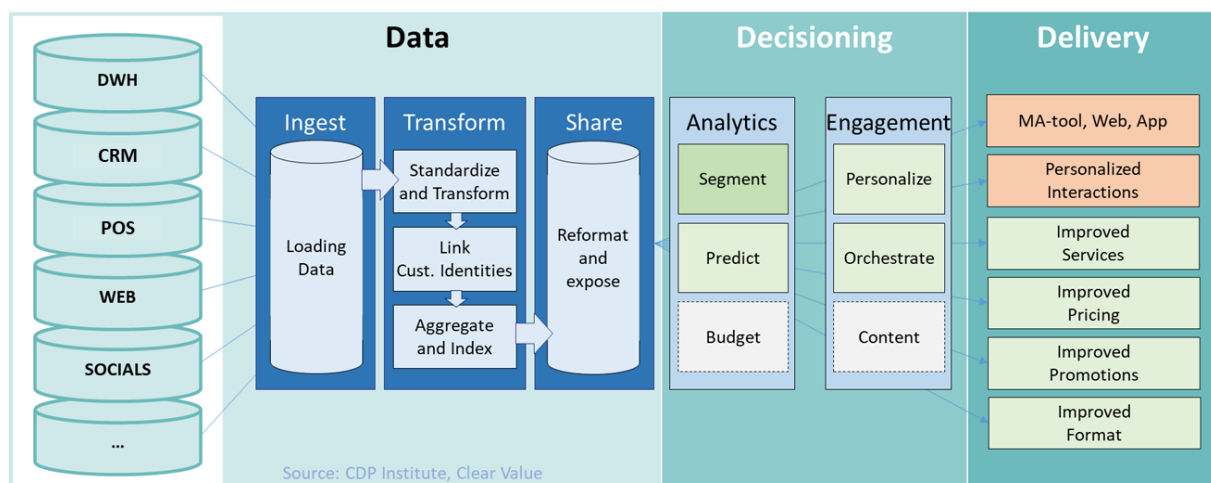 Data
Decisioning
Delivery
DWH
CRM
POS
WEB
SOCIALS
...
Ingest
Loading
Data
Transform
Standardize
and Transform
Link
Cust. Identities
Aggregate
and Index
Share
Reformat
and
expose
Analytics
Segment
Predict
Budget
Engagement
Personalize
Orchestrate
Content
MA-tool, Web, App
Personalized
Interactions
Improved
Services
Improved
Pricing
Improved
Promotions
Improved
Format
Source: CDP Institute, Clear Value